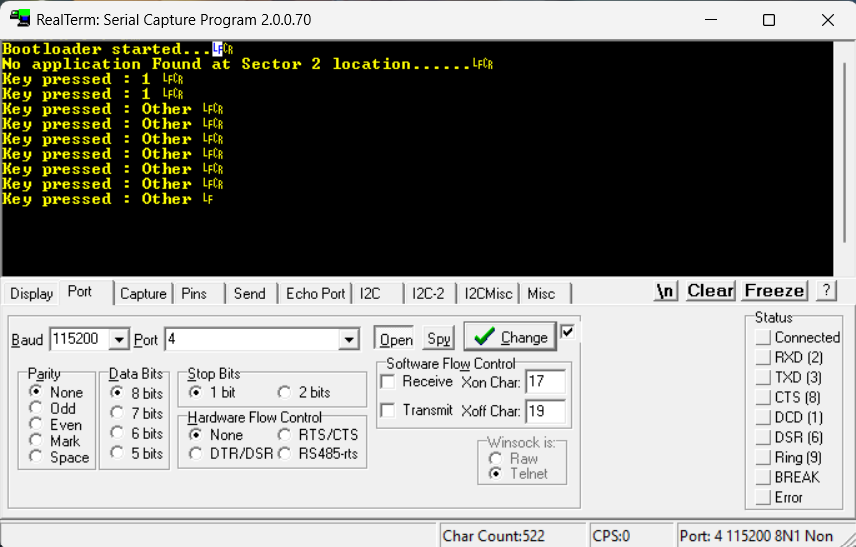 RealTerm: Serial Capture Program 2.0.0.70
Bootloader started...LFCR
No application Found at Sector 2 location......LFCR
Key pressed : 1 LFCR
Key pressed : 1 LFCR
Key pressed : Other LFCR
Key pressed : Other LFCR
Key pressed : Other LFCR
Key pressed : Other LFCR
Key pressed : Other LFCR
Key pressed : Other LFCR
Key pressed : Other LF
Display Port Capture Pins Send Echo Port I2C I2C-2 I2CMisc Misc \n Clear Freeze ?
Baud 115200 Port 4 Open Spy Change
Parity
None
Odd
Even
Mark
Space
Data Bits
8 bits
7 bits
6 bits
5 bits
Stop Bits
1 bit 2 bits
Hardware Flow Control
None RTS/CTS
DTR/DSR RS485-rts
Software Flow Control
Receive Xon Char: 17
Transmit Xoff Char: 19
Winsock is:
Raw
Telnet
Status
Connected
RXD (2)
TXD (3)
CTS (8)
DCD (1)
DSR (6)
Ring (9)
BREAK
Error
Char Count:522 CPS:0 Port: 4 115200 8N1 Non